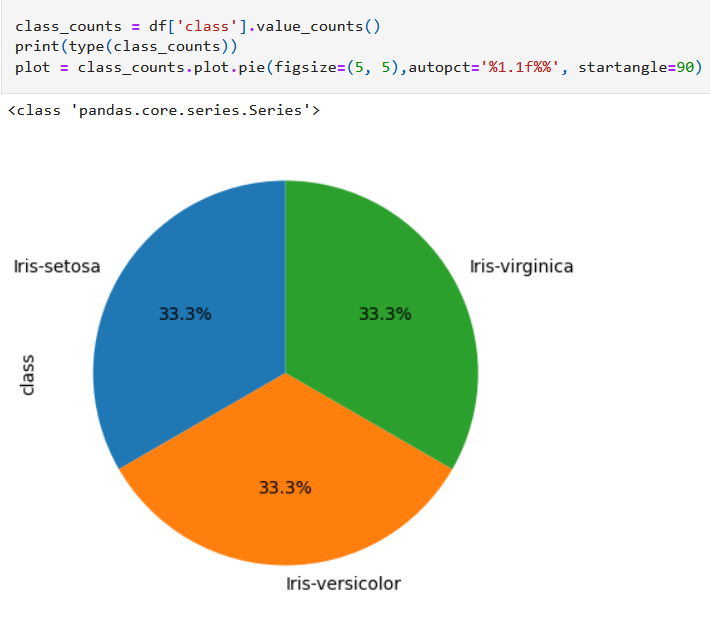 class_counts = df['class'].value_counts()
print(type(class_counts))
plot = class_counts.plot.pie(figsize=(5, 5),autopct='%1.1f%%', startangle=90)
<class 'pandas.core.series.Series'>
Iris-setosa
Iris-virginica
33.3%
33.3%
class
33.3%
Iris-versicolor